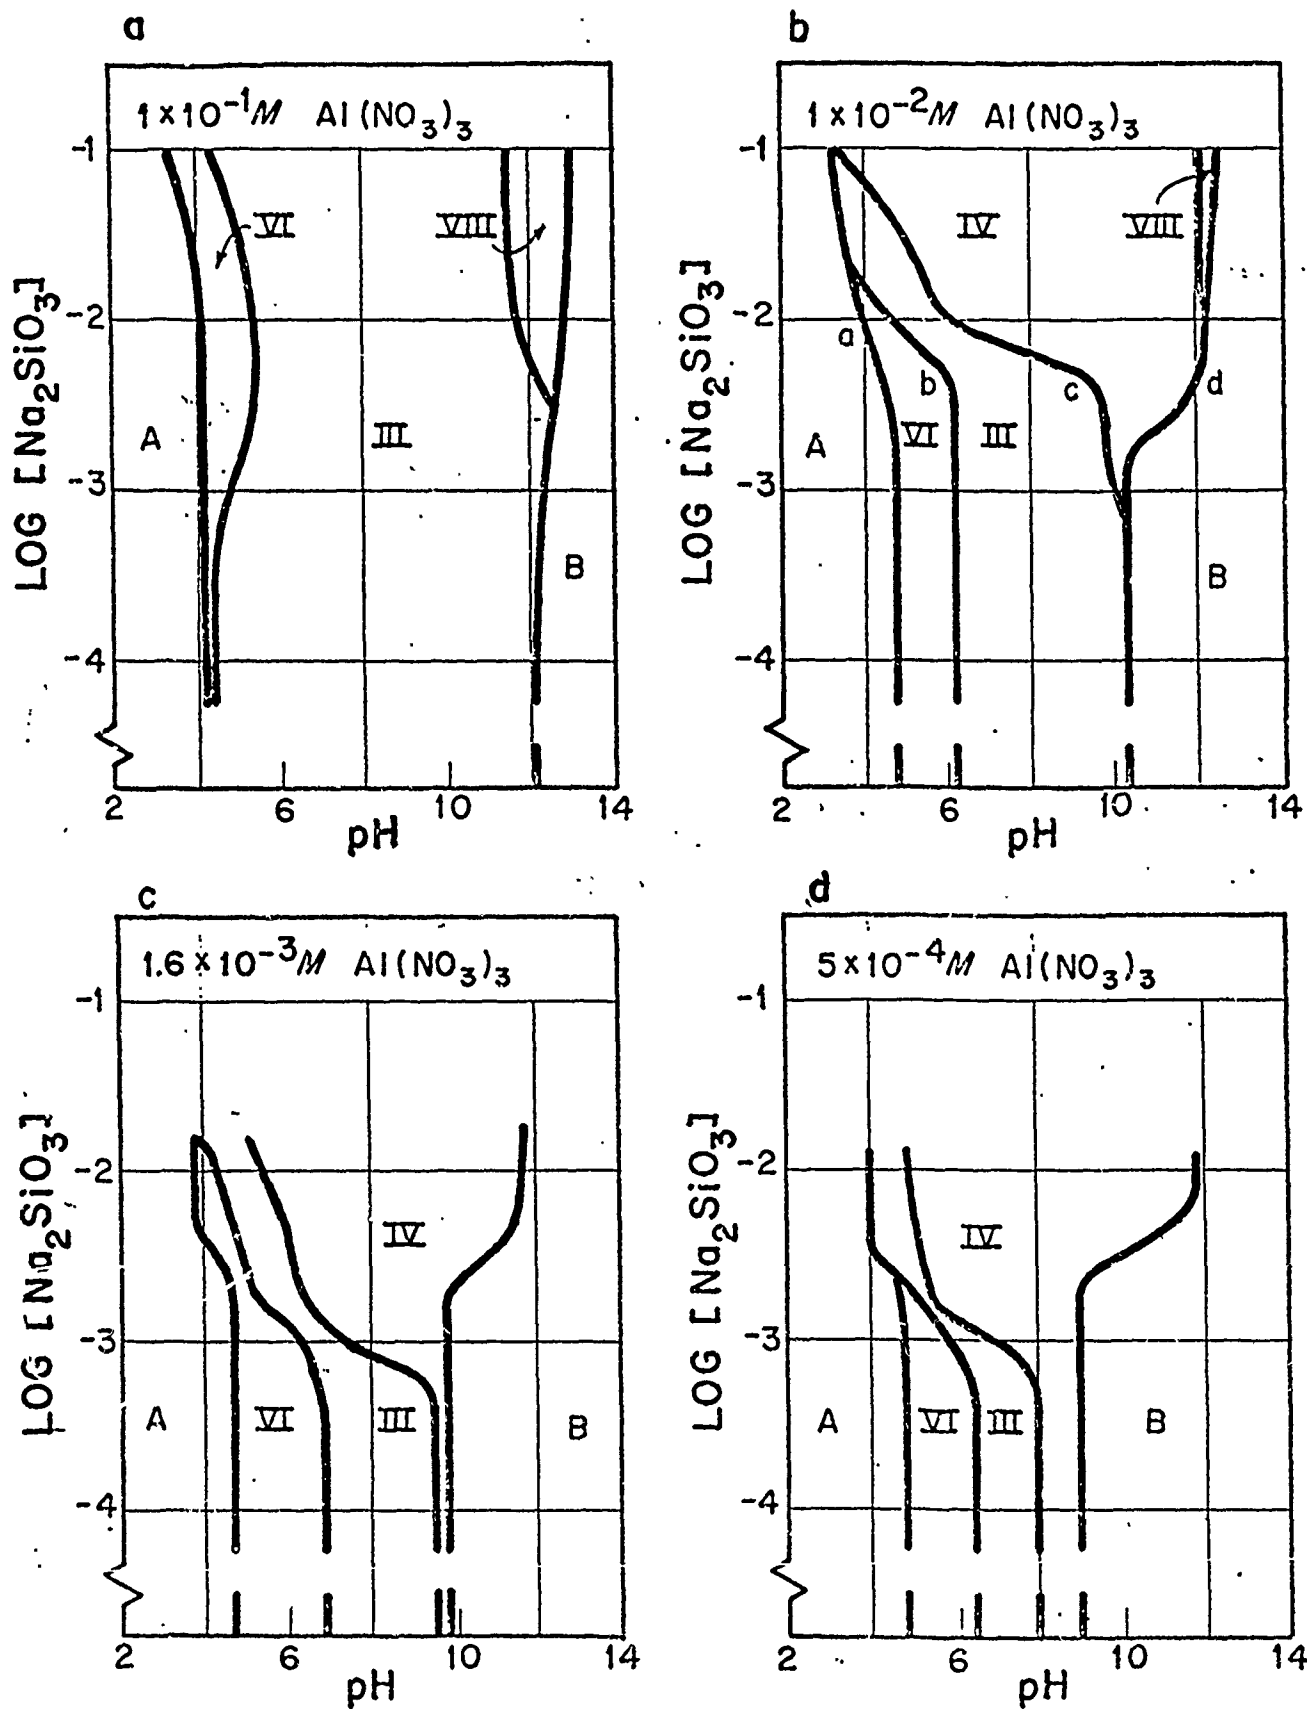 a
1 × 10⁻¹M Al(NO₃)₃
-1
-2
-3
-4
LOG [Na₂SiO₃]
VI
VIII
III
A
B
2 6 10 14
pH
b
1 × 10⁻²M Al(NO₃)₃
-1
-2
-3
-4
LOG [Na₂SiO₃]
IV
VIII
a
b
c
d
A
VI
III
B
2 6 10 14
pH
c
1.6 × 10⁻³M Al(NO₃)₃
-1
-2
-3
-4
LOG [Na₂SiO₃]
IV
A
VI
III
B
2 6 10 14
pH
d
5 × 10⁻⁴M Al(NO₃)₃
-1
-2
-3
-4
LOG [Na₂SiO₃]
IV
A
VI
III
B
2 6 10 14
pH